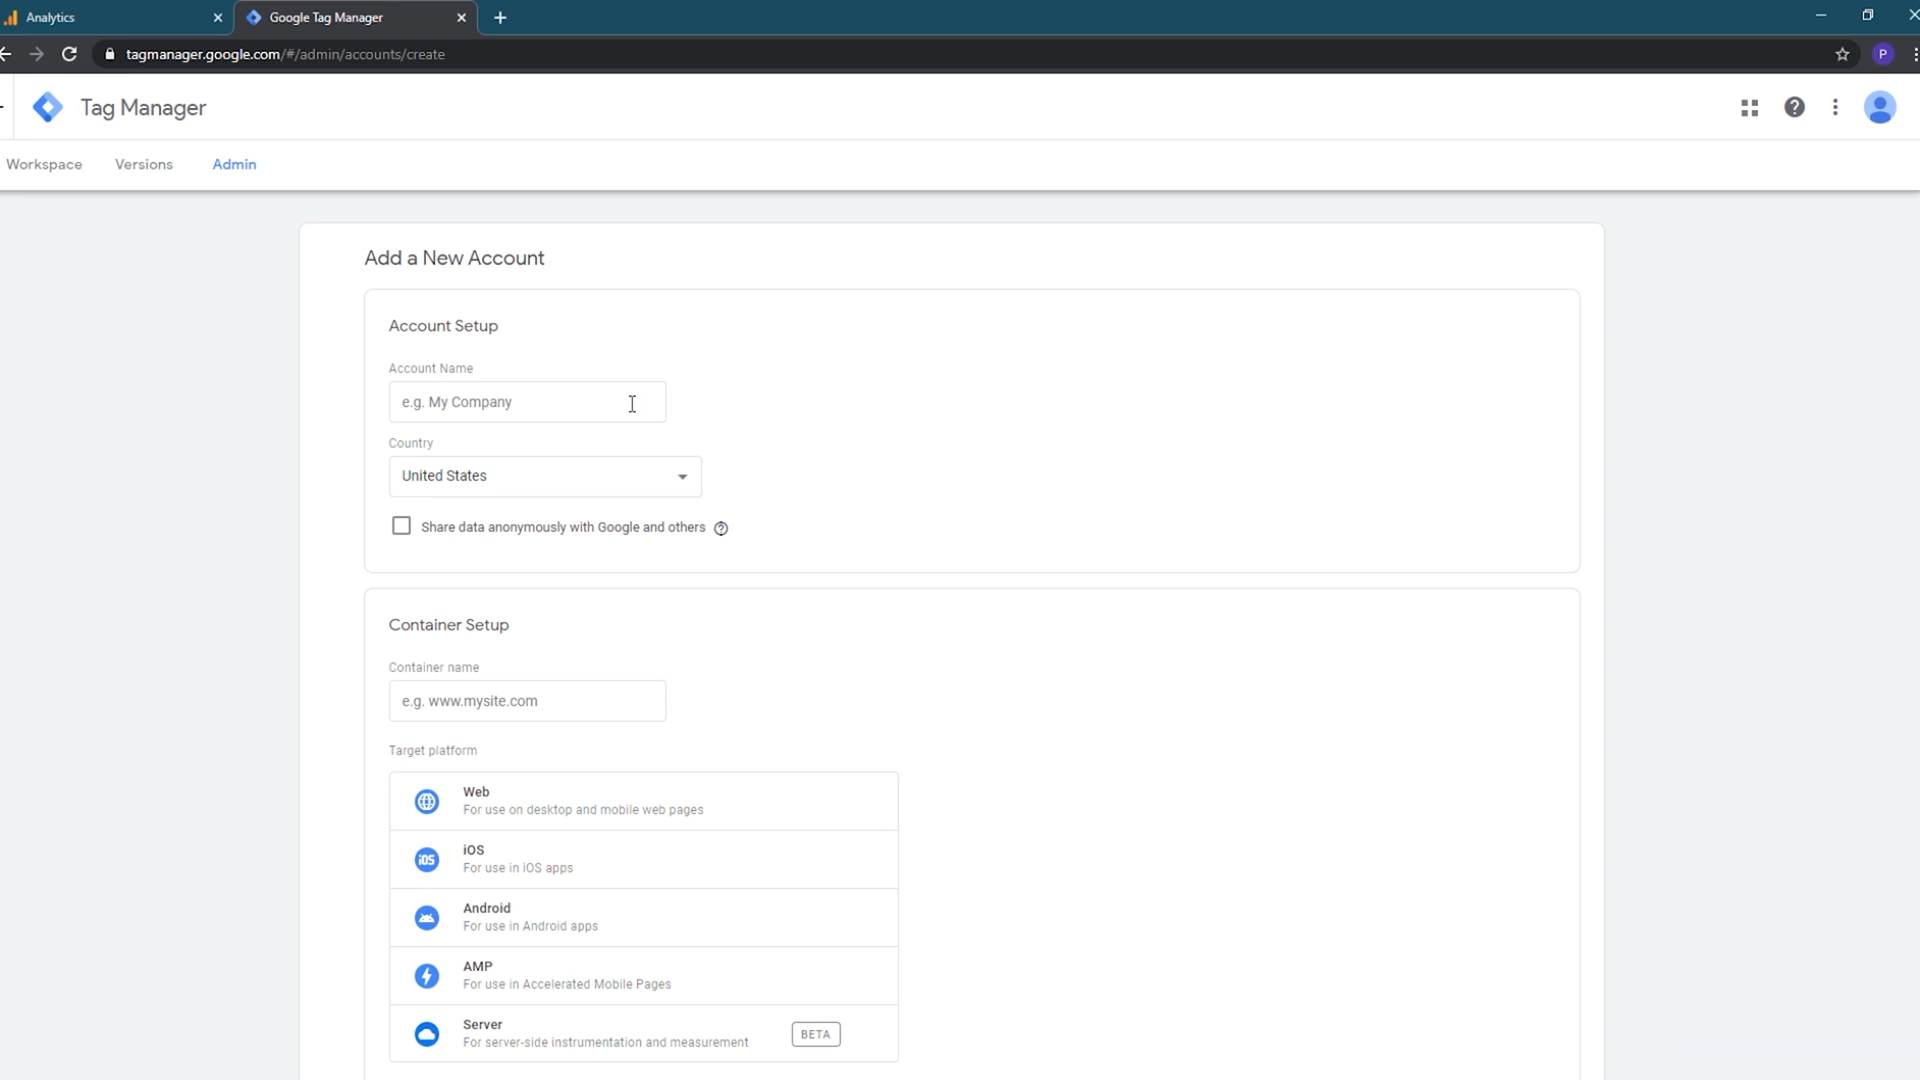 Analytics
Google Tag Manager
tagmanager.google.com/#/admin/accounts/create
P
Tag Manager
Workspace Versions Admin
Add a New Account
Account Setup
Account Name
e.g. My Company
Country
United States
Share data anonymously with Google and others
Container Setup
Container name
e.g. www.mysite.com
Target platform
Web
For use on desktop and mobile web pages
iOS
iOS
For use in iOS apps
Android
For use in Android apps
AMP
For use in Accelerated Mobile Pages
Server
For server-side instrumentation and measurement
BETA